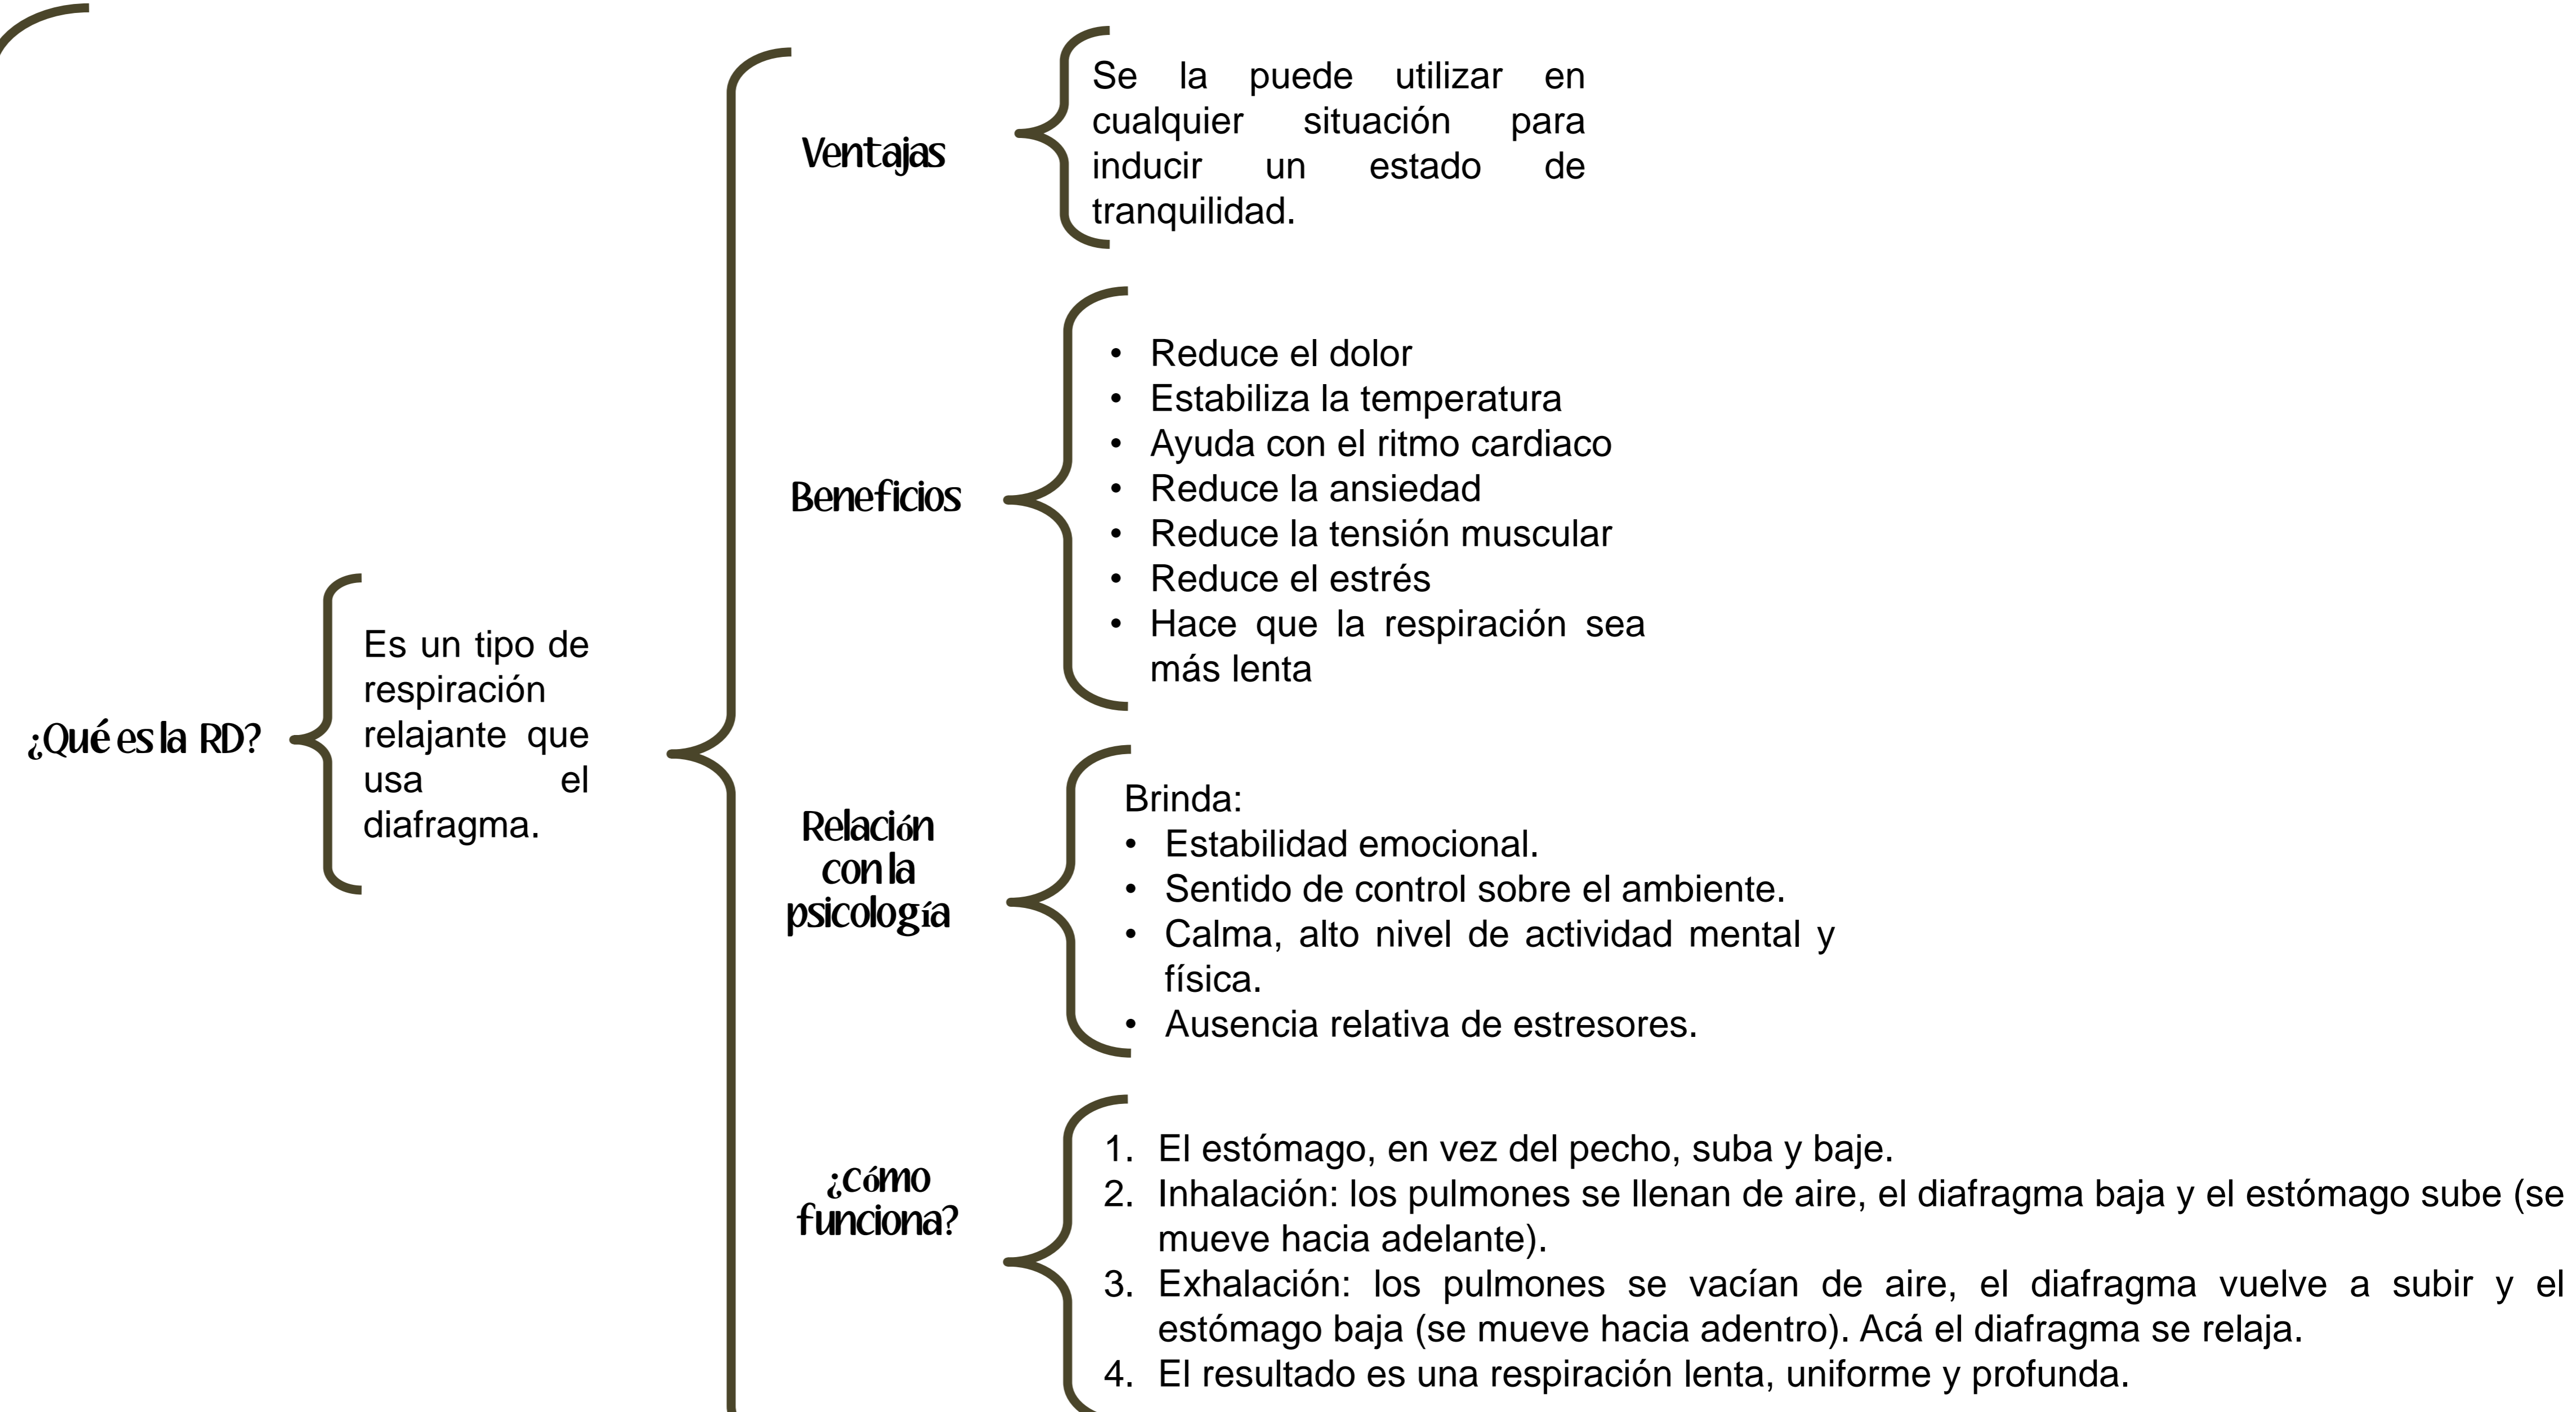 ¿Qué es la RD?
Es un tipo de
respiración
relajante que
usa el
diafragma.
Ventajas
Se la puede utilizar en
cualquier situación para
inducir un estado de
tranquilidad.
Beneficios
• Reduce el dolor
• Estabiliza la temperatura
• Ayuda con el ritmo cardiaco
• Reduce la ansiedad
• Reduce la tensión muscular
• Reduce el estrés
• Hace que la respiración sea
más lenta
Relación
con la
psicología
Brinda:
• Estabilidad emocional.
• Sentido de control sobre el ambiente.
• Calma, alto nivel de actividad mental y
física.
• Ausencia relativa de estresores.
¿Cómo
funciona?
1. El estómago, en vez del pecho, suba y baje.
2. Inhalación: los pulmones se llenan de aire, el diafragma baja y el estómago sube (se
mueve hacia adelante).
3. Exhalación: los pulmones se vacían de aire, el diafragma vuelve a subir y el
estómago baja (se mueve hacia adentro). Acá el diafragma se relaja.
4. El resultado es una respiración lenta, uniforme y profunda.